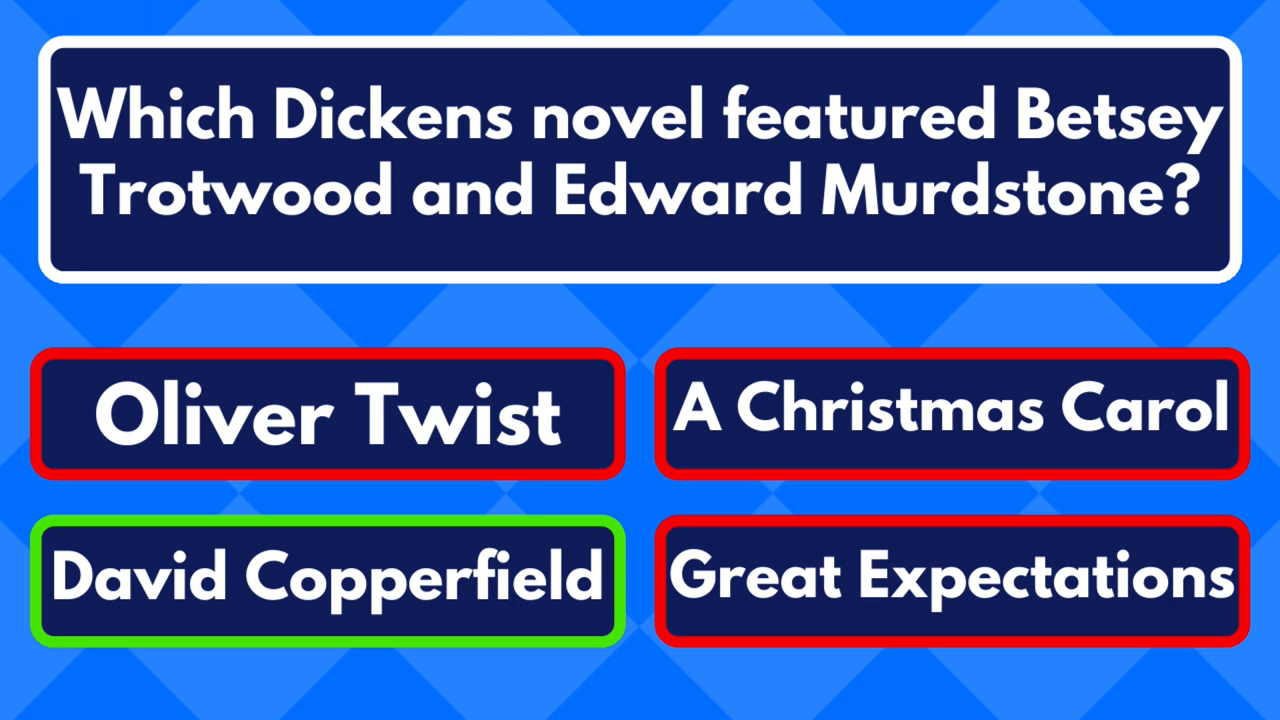 Which Dickens novel featured Betsey
Trotwood and Edward Murdstone?
Oliver Twist
A Christmas Carol
David Copperfield
Great Expectations